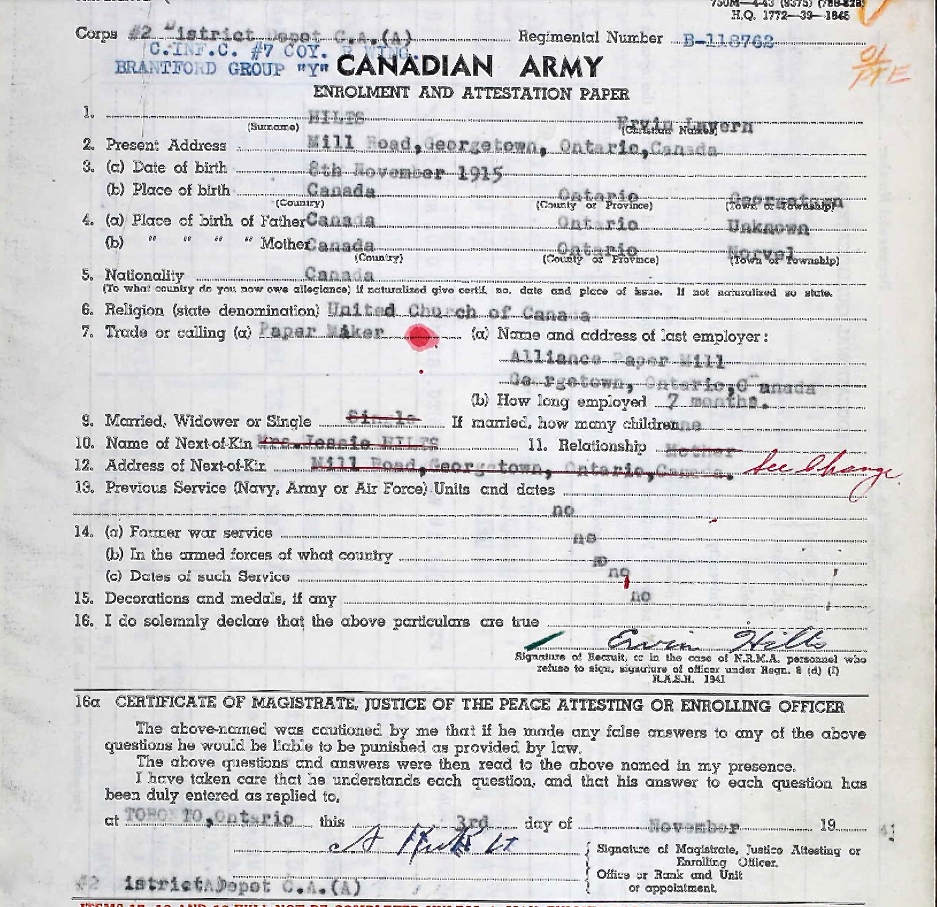 750M—4-43 (8375)
H.Q. 1772—39—1845
Corps #2 istrict Depot C.A.(A) Regimental Number B-118762
C.INF.C. #7 COY. B WING
BRANTFORD GROUP "Y" CANADIAN ARMY
of
PTE
ENROLMENT AND ATTESTATION PAPER
1. HILTS Ervin Lavern
(Surname) (Christian Names)
2. Present Address Mill Road,Georgetown, Ontario,Canada
3. (a) Date of birth 8th November 1915
(b) Place of birth Canada Ontario Georgetown
(Country) (County or Province) (Town or Township)
4. (a) Place of birth of Father Canada Ontario Unknown
(b) " " " " Mother Canada Ontario Norval
(Country) (County or Province) (Town or Township)
5. Nationality Canada
(To what country do you now owe allegiance) if naturalized give certif. no, date and place of issue. If not naturalized so state.
6. Religion (state denomination) United Church of Canada
7. Trade or calling (a) Paper Maker (a) Name and address of last employer:
Alliance Paper Mill
Georgetown, Ontario,C anada
(b) How long employed 7 months.
9. Married, Widower or Single Single If married, how many children
10. Name of Next-of-Kin Mrs.Jessie HILTS 11. Relationship Mother
12. Address of Next-of-Kin Mill Road,Georgetown, Ontario,Canada. See Change
13. Previous Service (Navy, Army or Air Force) Units and dates
no
14. (a) Former war service no
(b) In the armed forces of what country no
(c) Dates of such Service no
15. Decorations and medals, if any no
16. I do solemnly declare that the above particulars are true
Ervin Hilts
Signature of Recruit, or in the case of N.R.M.A. personnel who
refuse to sign, signature of officer under Regn. 8 (d) (i)
R.A.S.H. 1941
16a CERTIFICATE OF MAGISTRATE, JUSTICE OF THE PEACE ATTESTING OR ENROLLING OFFICER
The above-named was cautioned by me that if he made any false answers to any of the above
questions he would be liable to be punished as provided by law.
The above questions and answers were then read to the above named in my presence.
I have taken care that he understands each question, and that his answer to each question has
been duly entered as replied to,
at TORONTO,Ontario this 3rd day of November 19
Signature of Magistrate, Justice Attesting or
Enrolling Officer.
Office or Rank and Unit
#2 istrict Depot C.A.(A) or appointment.